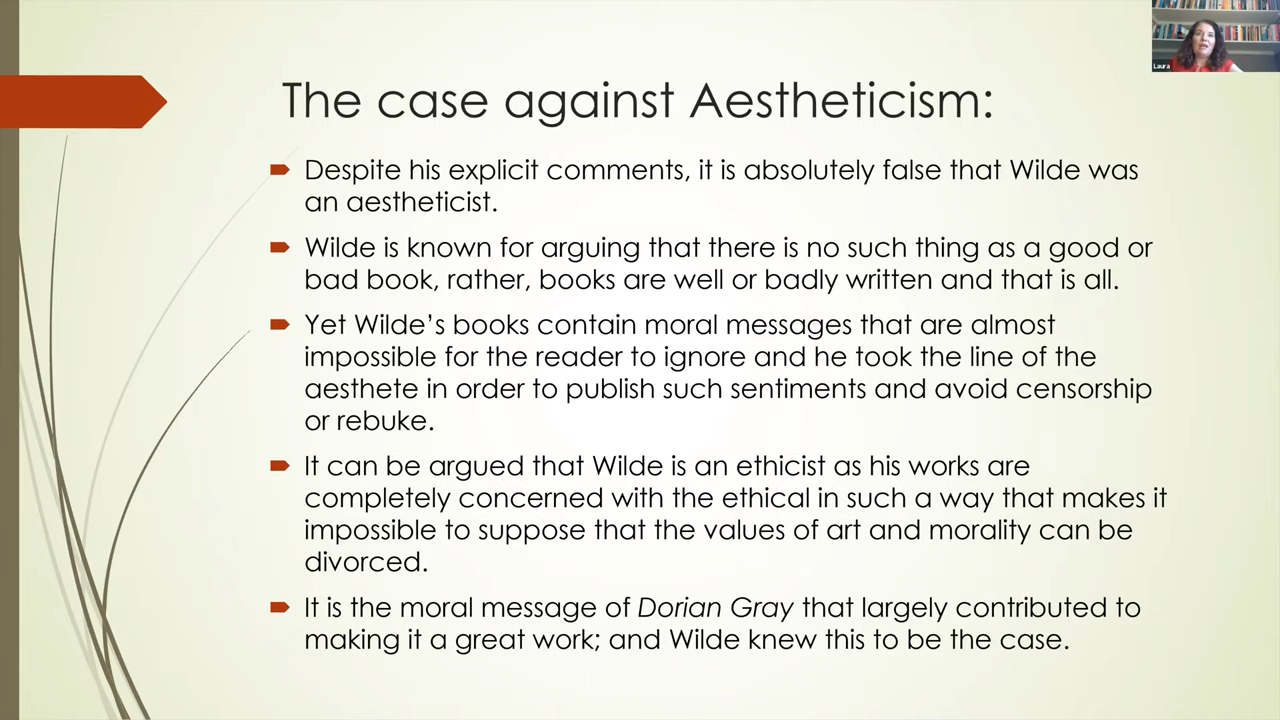 The case against Aestheticism:
Despite his explicit comments, it is absolutely false that Wilde was
an aestheticist.
Wilde is known for arguing that there is no such thing as a good or
bad book, rather, books are well or badly written and that is all.
Yet Wilde’s books contain moral messages that are almost
impossible for the reader to ignore and he took the line of the
aesthete in order to publish such sentiments and avoid censorship
or rebuke.
It can be argued that Wilde is an ethicist as his works are
completely concerned with the ethical in such a way that makes it
impossible to suppose that the values of art and morality can be
divorced.
It is the moral message of Dorian Gray that largely contributed to
making it a great work; and Wilde knew this to be the case.
Laura